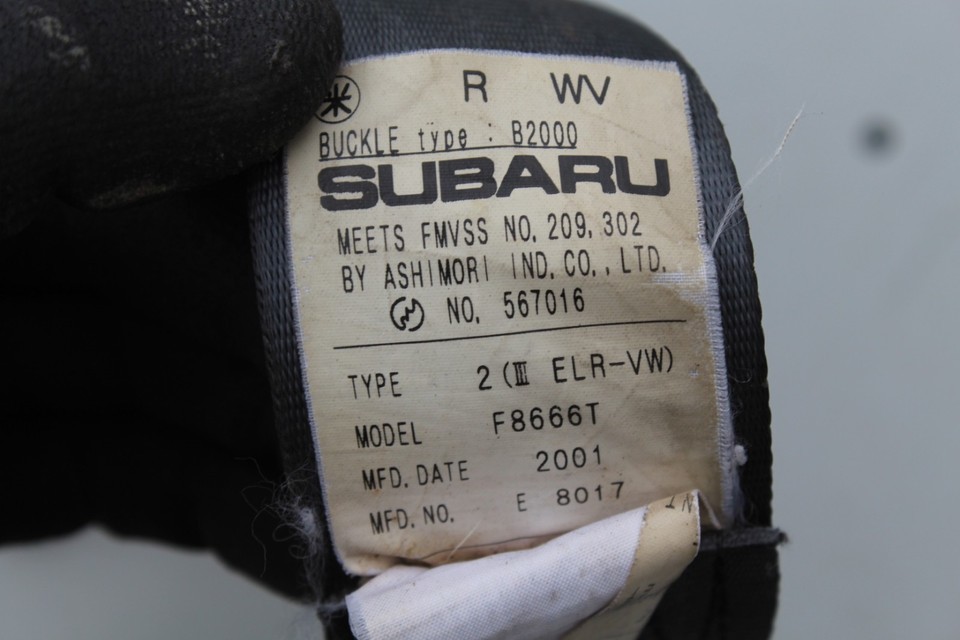 R WV
BUCKLE type : B2000
SUBARU
MEETS FMVSS NO, 209, 302
BY ASHIMORI IND. CO., LTD.
NO, 567016
TYPE 2 (Ⅲ ELR-VW)
MODEL F8666T
MFD. DATE 2001
MFD. NO. E 8017